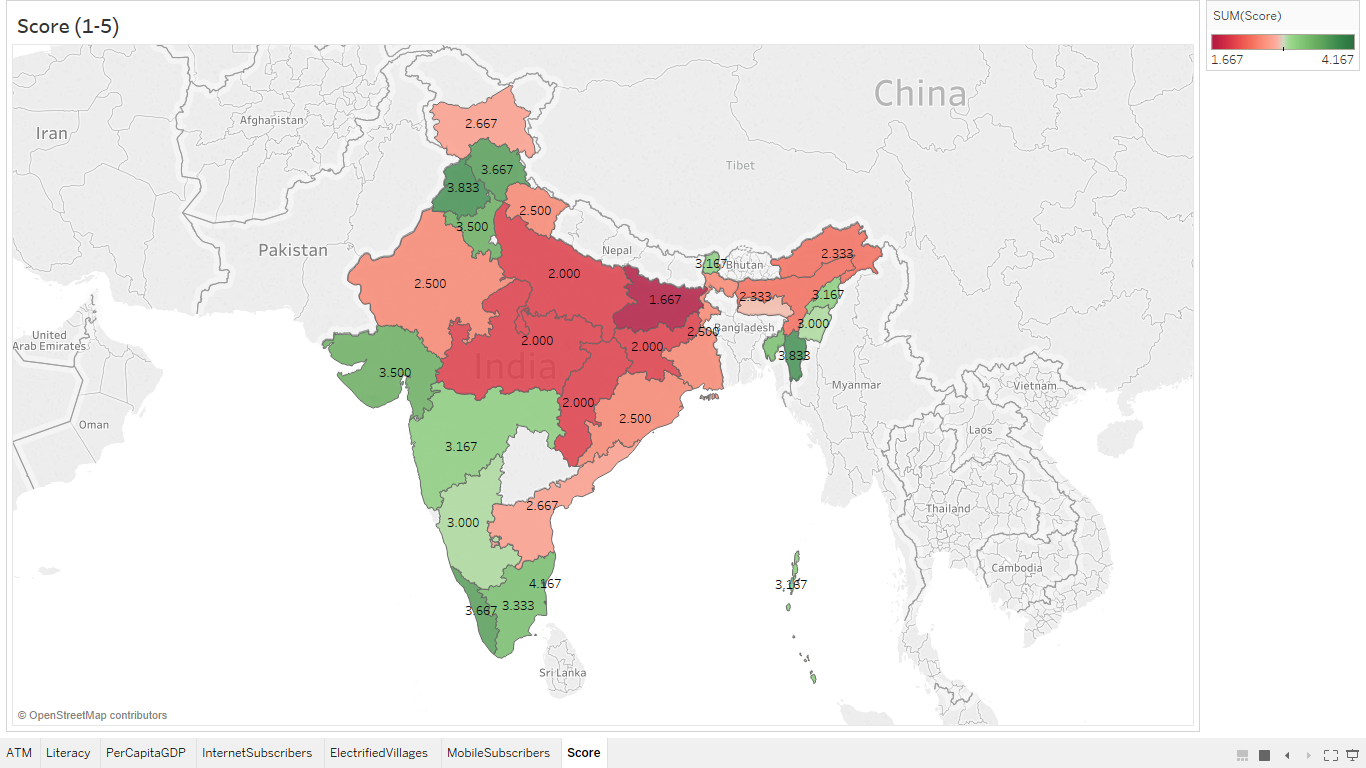 Score (1-5)
SUM(Score)
1.667 4.167
China
Iran
Afghanistan
2.667
Tibet
3.667
3.833
2.500
3.500
Pakistan
Nepal
2.333
3.167
Bhutan
2.000
2.500
1.667
2.333
3.167
3.000
Bangladesh
2.500
United
Arab Emirates
2.000
2.000
3.833
India
3.500
Myanmar
Vietnam
2.000
2.500
Oman
Laos
3.167
2.667
Thailand
3.000
Cambodia
4.167
3,167
3.667
3.333
Sri Lanka
© OpenStreetMap contributors
ATM Literacy PerCapitaGDP InternetSubscribers ElectrifiedVillages MobileSubscribers Score